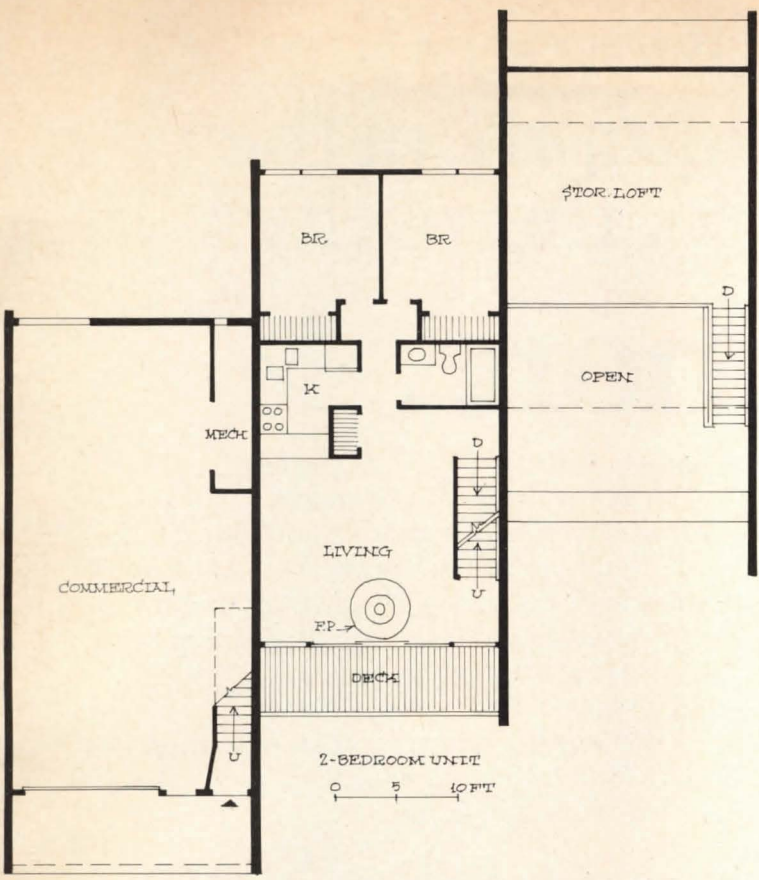 STOR. LOFT
BR
BR
D
OPEN
K
MECH
D
LIVING
COMMERCIAL
U
F.P.
DECK
U
2-BEDROOM UNIT
0 5 10 FT